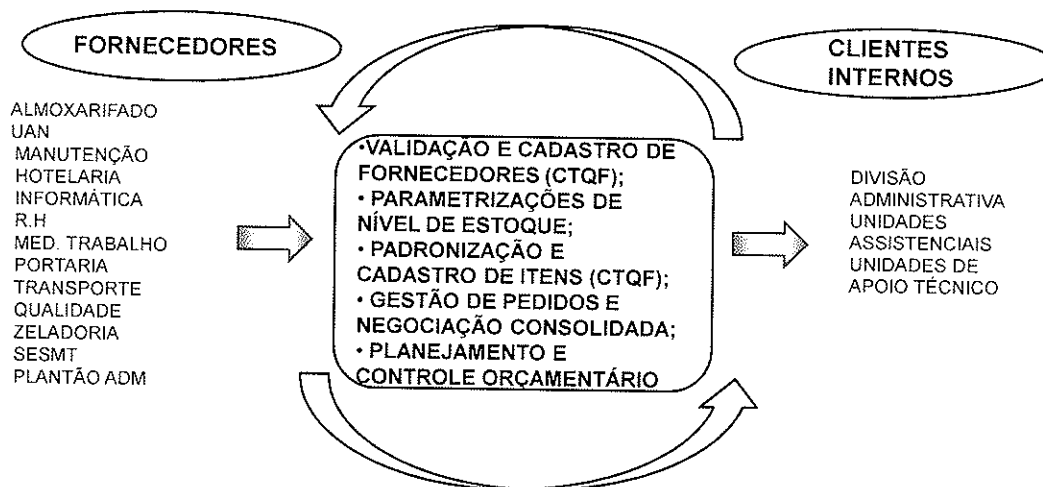 FORNECEDORES
ALMOXARIFADO
UAN
MANUTENÇÃO
HOTELARIA
INFORMÁTICA
R.H
MED. TRABALHO
PORTARIA
TRANSPORTE
QUALIDADE
ZELADORIA
SESMT
PLANTÃO ADM
•VALIDAÇÃO E CADASTRO DE
FORNECEDORES (CTQF);
• PARAMETRIZAÇÕES DE
NÍVEL DE ESTOQUE;
• PADRONIZAÇÃO E
CADASTRO DE ITENS (CTQF);
• GESTÃO DE PEDIDOS E
NEGOCIAÇÃO CONSOLIDADA;
• PLANEJAMENTO E
CONTROLE ORÇAMENTÁRIO
CLIENTES
INTERNOS
DIVISÃO
ADMINISTRATIVA
UNIDADES
ASSISTENCIAIS
UNIDADES DE
APOIO TÉCNICO